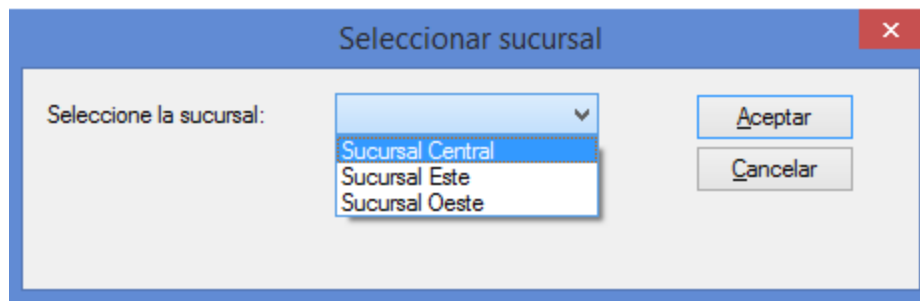 Seleccionar sucursal
Seleccione la sucursal:
Aceptar
Sucursal Central
Sucursal Este
Sucursal Oeste
Cancelar